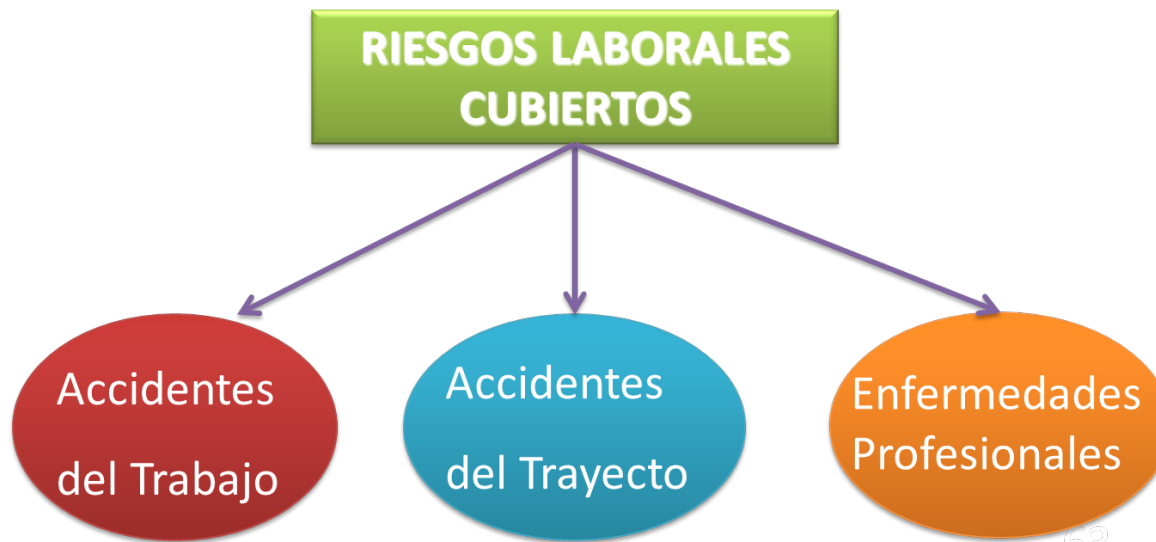 RIESGOS LABORALES
CUBIERTOS
Accidentes
del Trabajo
Accidentes
del Trayecto
Enfermedades
Profesionales